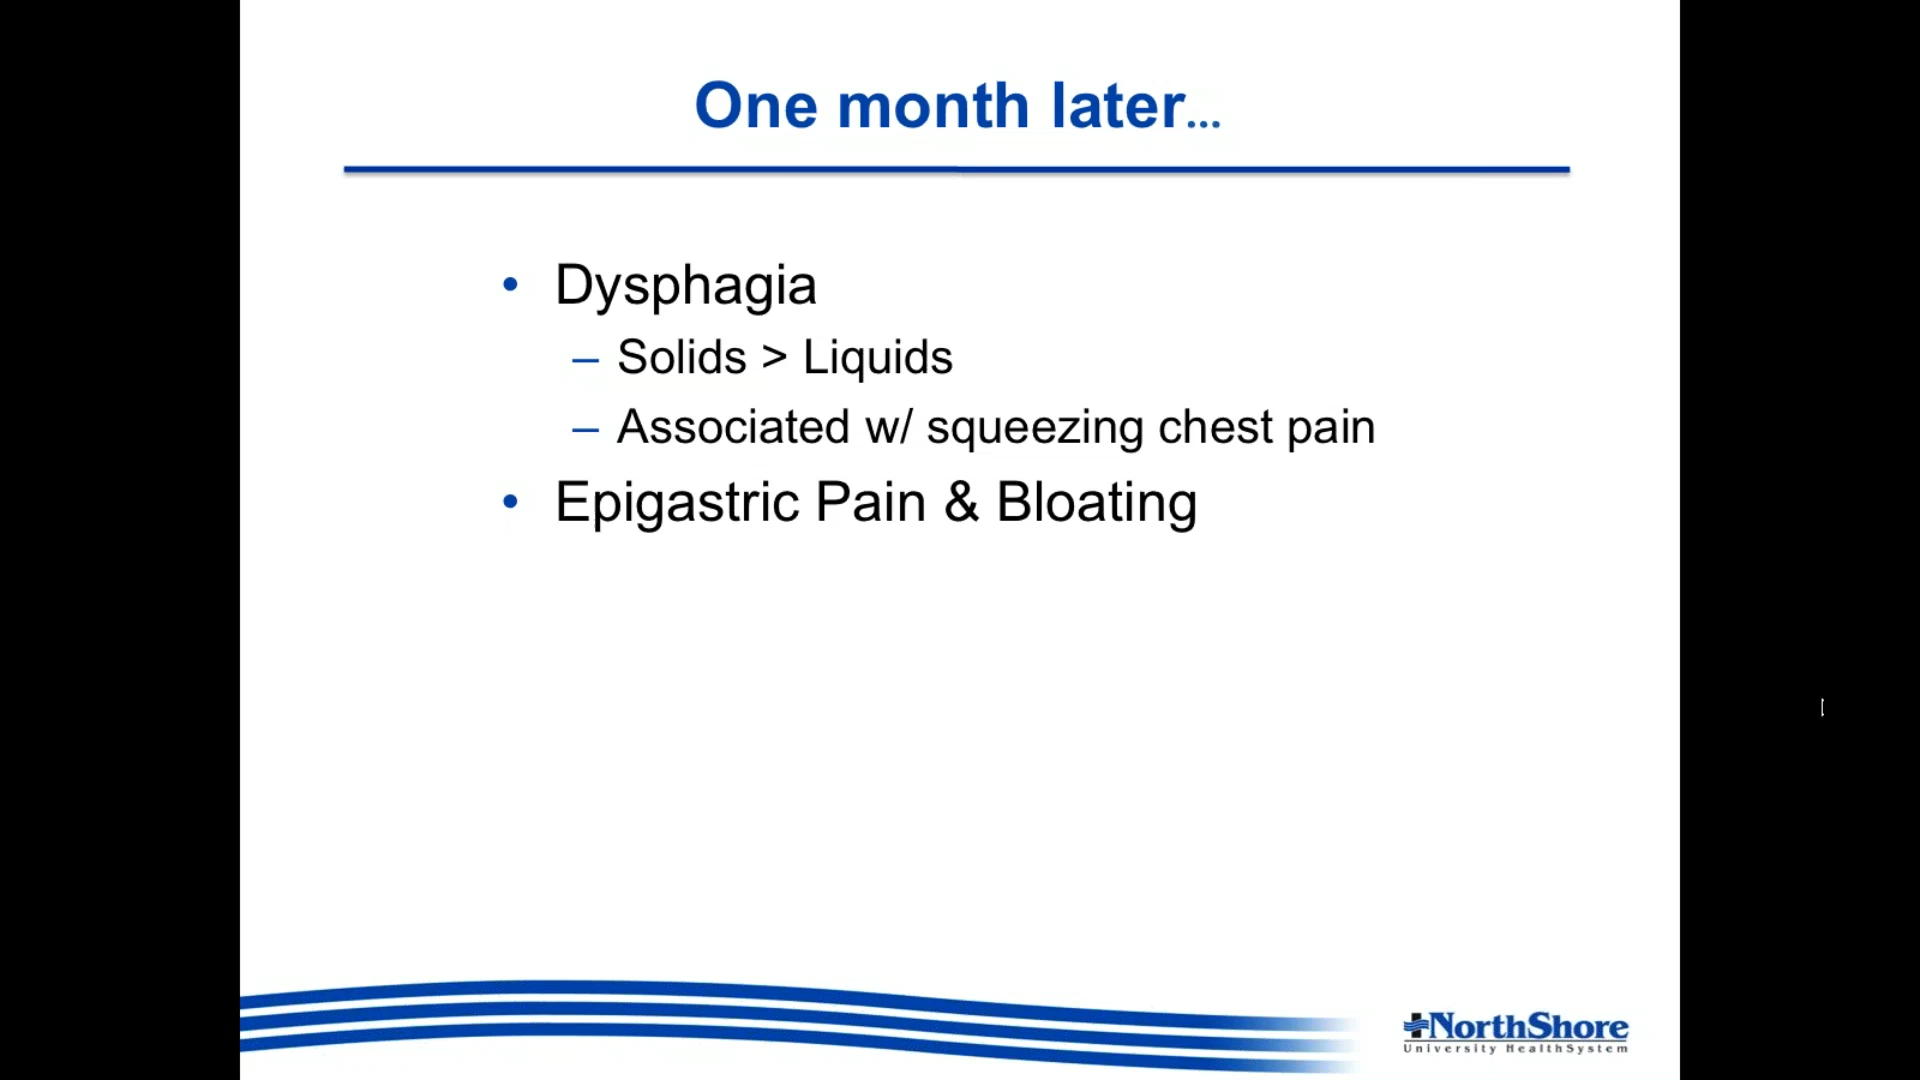 One month later...
• Dysphagia
– Solids > Liquids
– Associated w/ squeezing chest pain
• Epigastric Pain & Bloating
NorthShore
University HealthSystem